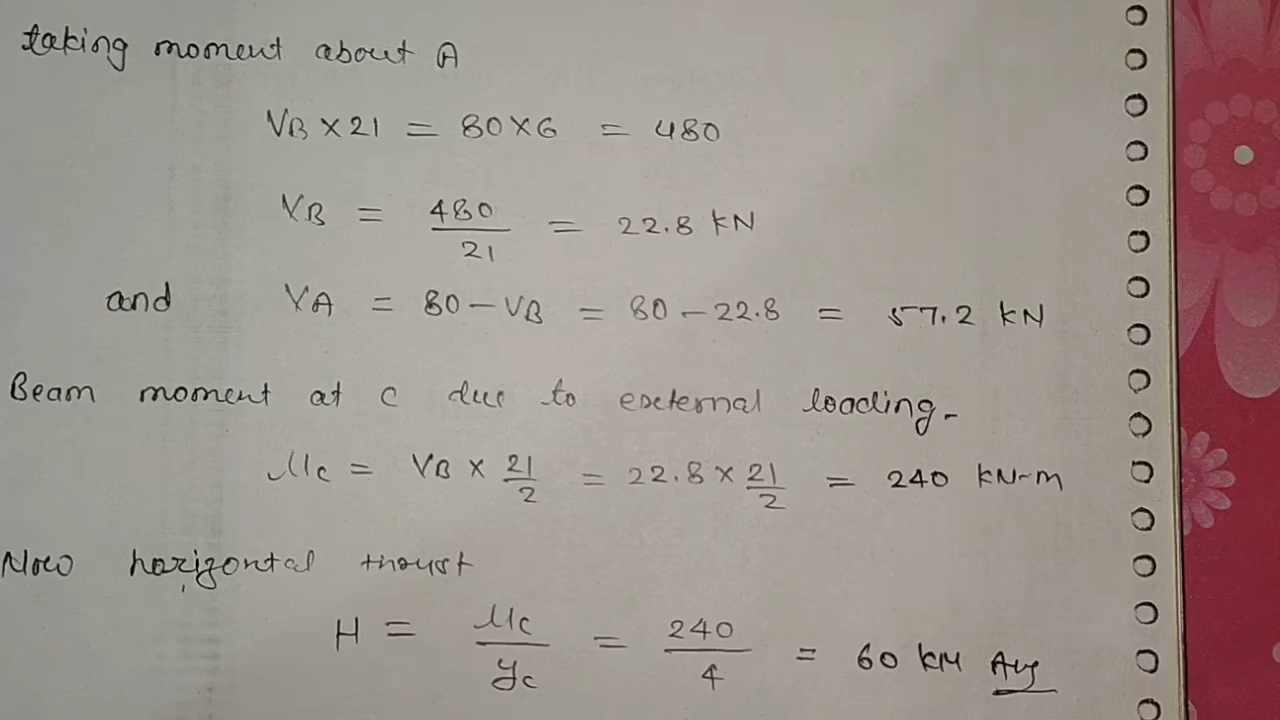 taking moment about A
VB × 21 = 80×6 = 480
VB = 480/21 = 22.8 kN
and VA = 80 - VB = 80 - 22.8 = 57.2 kN
Beam moment at c due to external loading -
Mc = VB × 21/2 = 22.8 × 21/2 = 240 kN-m
Now horizontal thoust
H = Mc/yc = 240/4 = 60 KM Ans